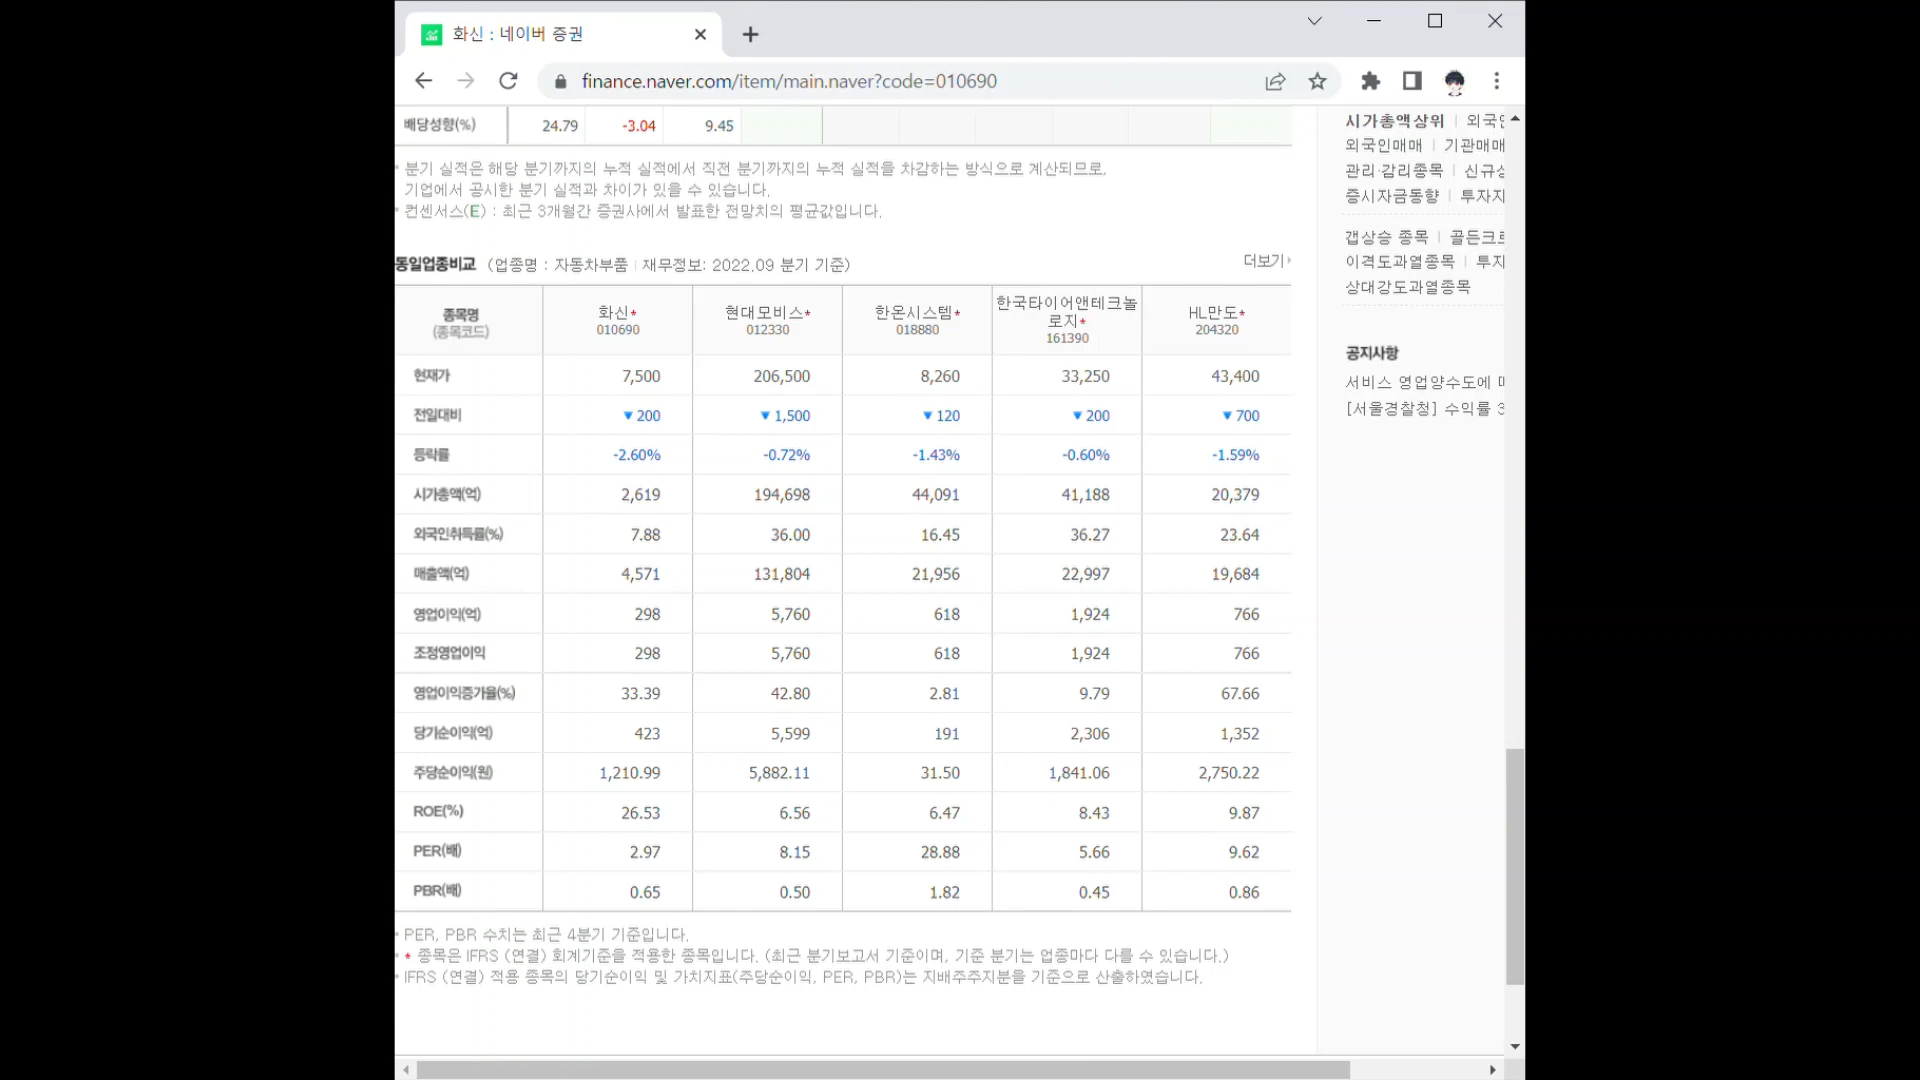 화신 : 네이버 증권
finance.naver.com/item/main.naver?code=010690
배당성향(%) 24.79 -3.04 9.45
분기 실적은 해당 분기까지의 누적 실적에서 직전 분기까지의 누적 실적을 차감하는 방식으로 계산되므로,
기업에서 공시한 분기 실적과 차이가 있을 수 있습니다.
컨센서스(E) : 최근 3개월간 증권사에서 발표한 전망치의 평균값입니다.
동일업종비교 (업종명 : 자동차부품 | 재무정보: 2022.09 분기 기준)
더보기
종목명 (종목코드) 화신* 010690 현대모비스* 012330 한온시스템* 018880 한국타이어앤테크놀로지* 161390 HL만도* 204320
현재가 7,500 206,500 8,260 33,250 43,400
전일대비 ▼200 ▼1,500 ▼120 ▼200 ▼700
등락률 -2.60% -0.72% -1.43% -0.60% -1.59%
시가총액(억) 2,619 194,698 44,091 41,188 20,379
외국인취득률(%) 7.88 36.00 16.45 36.27 23.64
매출액(억) 4,571 131,804 21,956 22,997 19,684
영업이익(억) 298 5,760 618 1,924 766
조정영업이익 298 5,760 618 1,924 766
영업이익증가율(%) 33.39 42.80 2.81 9.79 67.66
당기순이익(억) 423 5,599 191 2,306 1,352
주당순이익(원) 1,210.99 5,882.11 31.50 1,841.06 2,750.22
ROE(%) 26.53 6.56 6.47 8.43 9.87
PER(배) 2.97 8.15 28.88 5.66 9.62
PBR(배) 0.65 0.50 1.82 0.45 0.86
PER, PBR 수치는 최근 4분기 기준입니다.
* 종목은 IFRS (연결) 회계기준을 적용한 종목입니다. (최근 분기보고서 기준이며, 기준 분기는 업종마다 다를 수 있습니다.)
IFRS (연결) 적용 종목의 당기순이익 및 가치지표(주당순이익, PER, PBR)는 지배주주지분을 기준으로 산출하였습니다.
시가총액상위 |
외국인매매 | 기관매매
관리·감리종목 |
증시자금동향 |
갭상승 종목 |
이격도과열종목 |
상대강도과열종목
공지사항
서비스 영업양수도에
[서울경찰청] 수익률